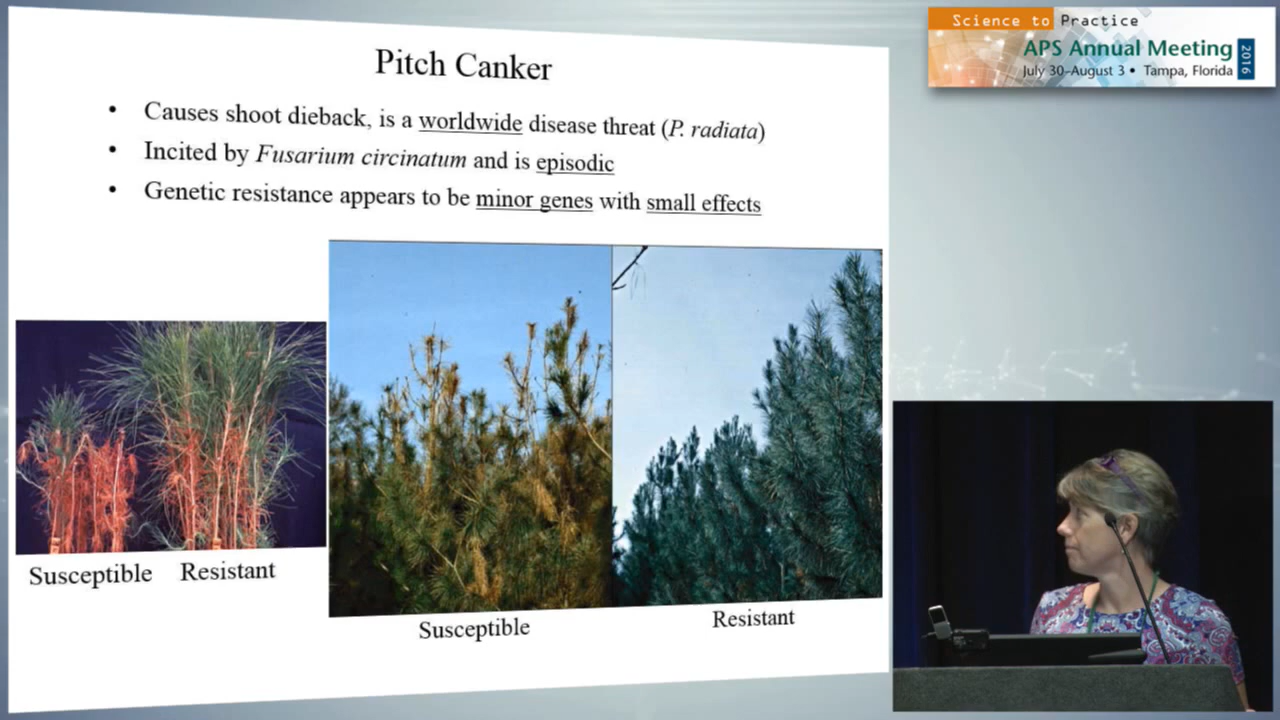 Pitch Canker
• Causes shoot dieback, is a worldwide disease threat (P. radiata)
• Incited by Fusarium circinatum and is episodic
• Genetic resistance appears to be minor genes with small effects
Susceptible Resistant
Susceptible
Resistant
Science to Practice
APS Annual Meeting
2016
July 30–August 3 • Tampa, Florida